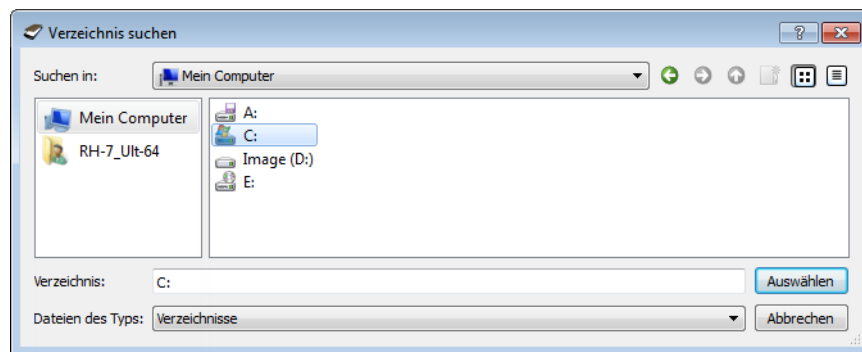 Verzeichnis suchen
Suchen in: Mein Computer
Mein Computer
RH-7_Ult-64
A:
C:
Image (D:)
E:
Verzeichnis: C: Auswählen
Dateien des Typs: Verzeichnisse Abbrechen